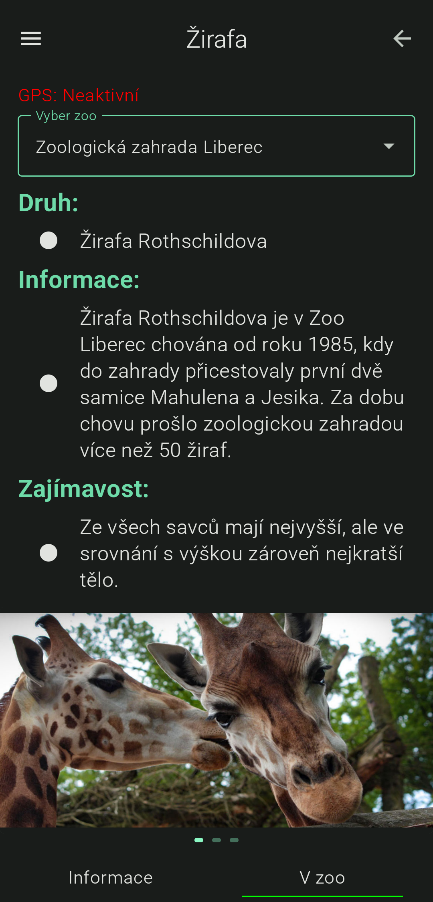 Žirafa
GPS: Neaktivní
Vyber zoo
Zoologická zahrada Liberec
Druh:
Žirafa Rothschildova
Informace:
Žirafa Rothschildova je v Zoo
Liberec chována od roku 1985, kdy
do zahrady přicestovaly první dvě
samice Mahulena a Jesika. Za dobu
chovu prošlo zoologickou zahradou
více než 50 žiraf.
Zajímavost:
Ze všech savců mají nejvyšší, ale ve
srovnání s výškou zároveň nejkratší
tělo.
Informace
V zoo